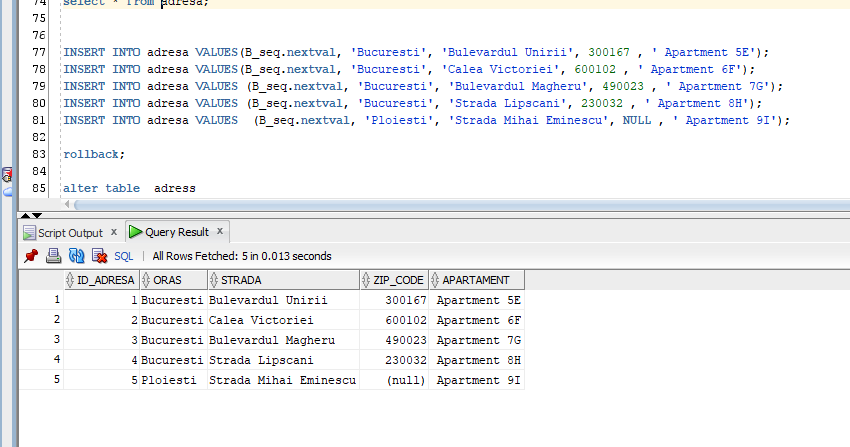 74 select * from adresa;
75
76
77 INSERT INTO adresa VALUES(B_seq.nextval, 'Bucuresti', 'Bulevardul Unirii', 300167 , ' Apartment 5E');
78 INSERT INTO adresa VALUES(B_seq.nextval, 'Bucuresti', 'Calea Victoriei', 600102 , ' Apartment 6F');
79 INSERT INTO adresa VALUES (B_seq.nextval, 'Bucuresti', 'Bulevardul Magheru', 490023 , ' Apartment 7G');
80 INSERT INTO adresa VALUES (B_seq.nextval, 'Bucuresti', 'Strada Lipscani', 230032 , ' Apartment 8H');
81 INSERT INTO adresa VALUES  (B_seq.nextval, 'Ploiesti', 'Strada Mihai Eminescu', NULL , ' Apartment 9I');
82
83 rollback;
84
85 alter table  adress
Script Output x Query Result x
SQL | All Rows Fetched: 5 in 0.013 seconds
ID_ADRESA ORAS STRADA ZIP_CODE APARTAMENT
1 1 Bucuresti Bulevardul Unirii 300167 Apartment 5E
2 2 Bucuresti Calea Victoriei 600102 Apartment 6F
3 3 Bucuresti Bulevardul Magheru 490023 Apartment 7G
4 4 Bucuresti Strada Lipscani 230032 Apartment 8H
5 5 Ploiesti Strada Mihai Eminescu (null) Apartment 9I